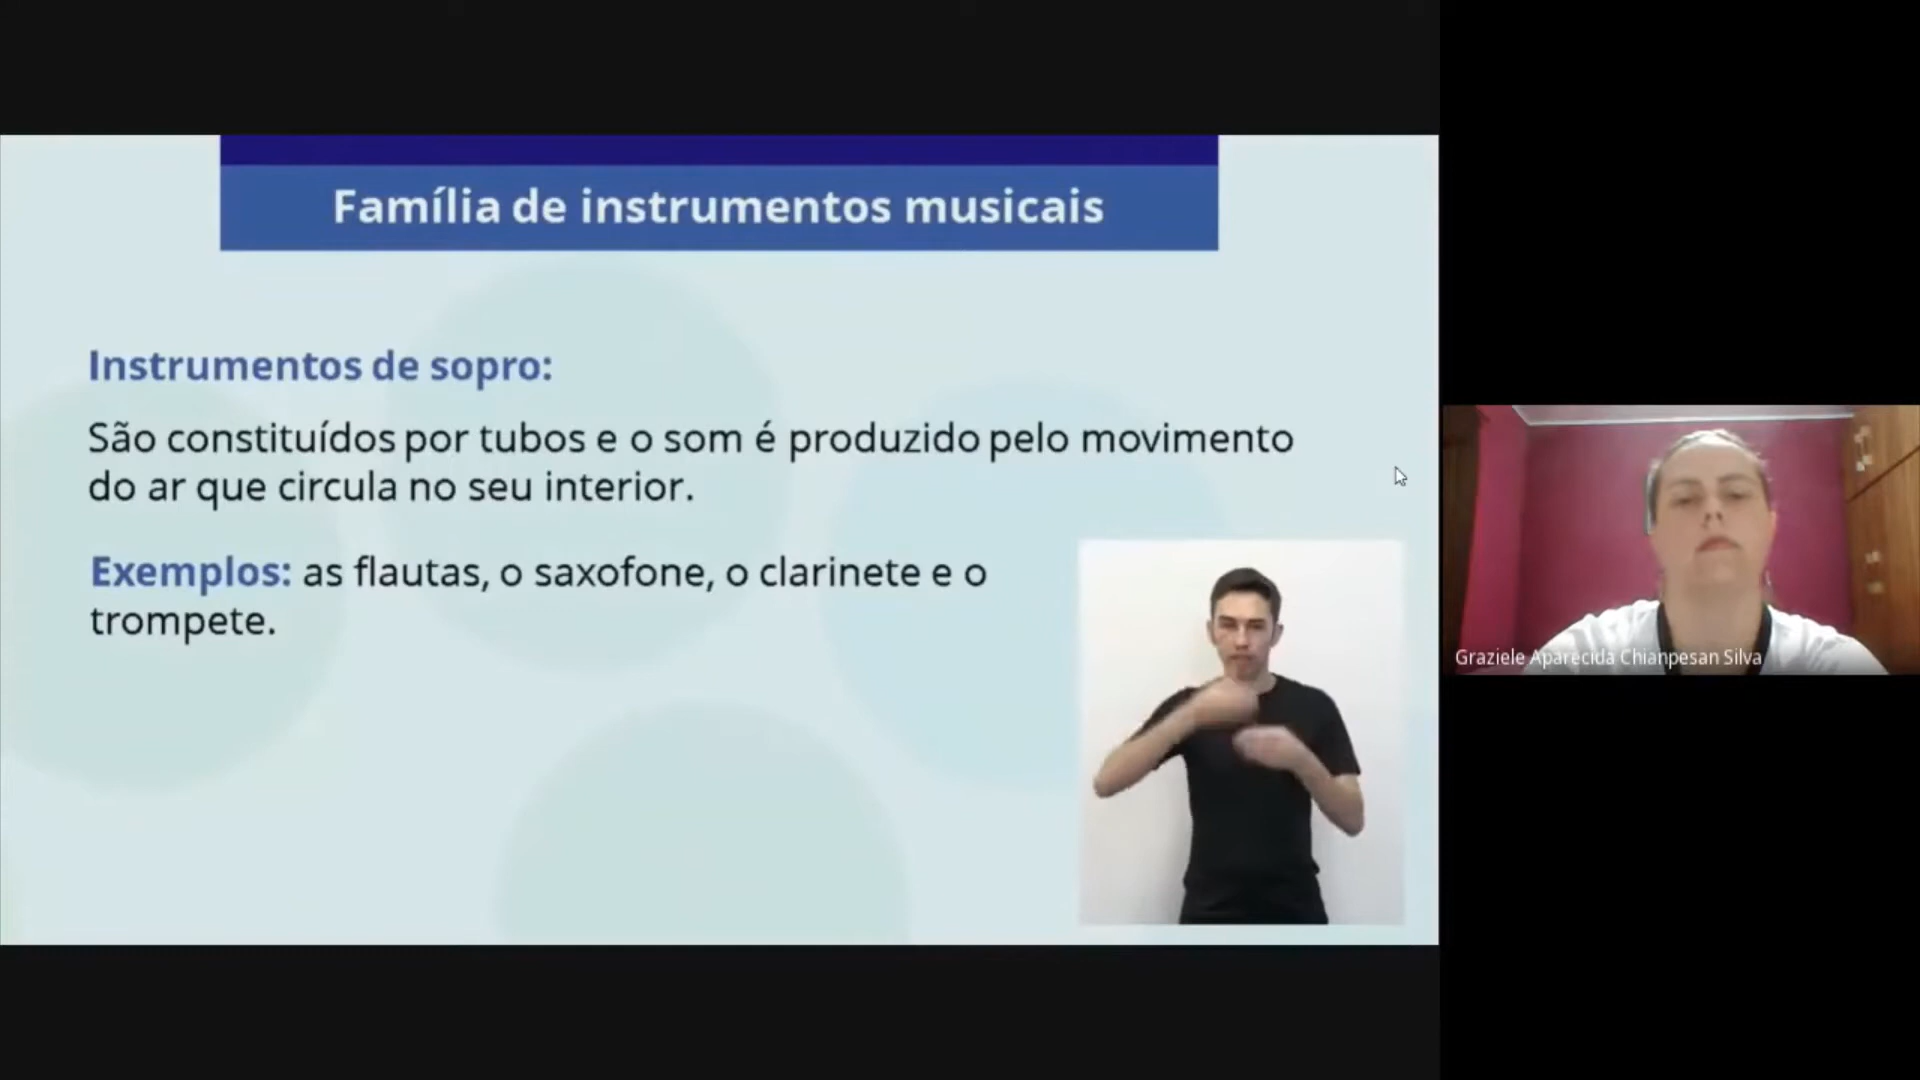 Família de instrumentos musicais
Instrumentos de sopro:
São constituídos por tubos e o som é produzido pelo movimento
do ar que circula no seu interior.
Exemplos: as flautas, o saxofone, o clarinete e o
trompete.
Graziele Aparecida Chianpesan Silva